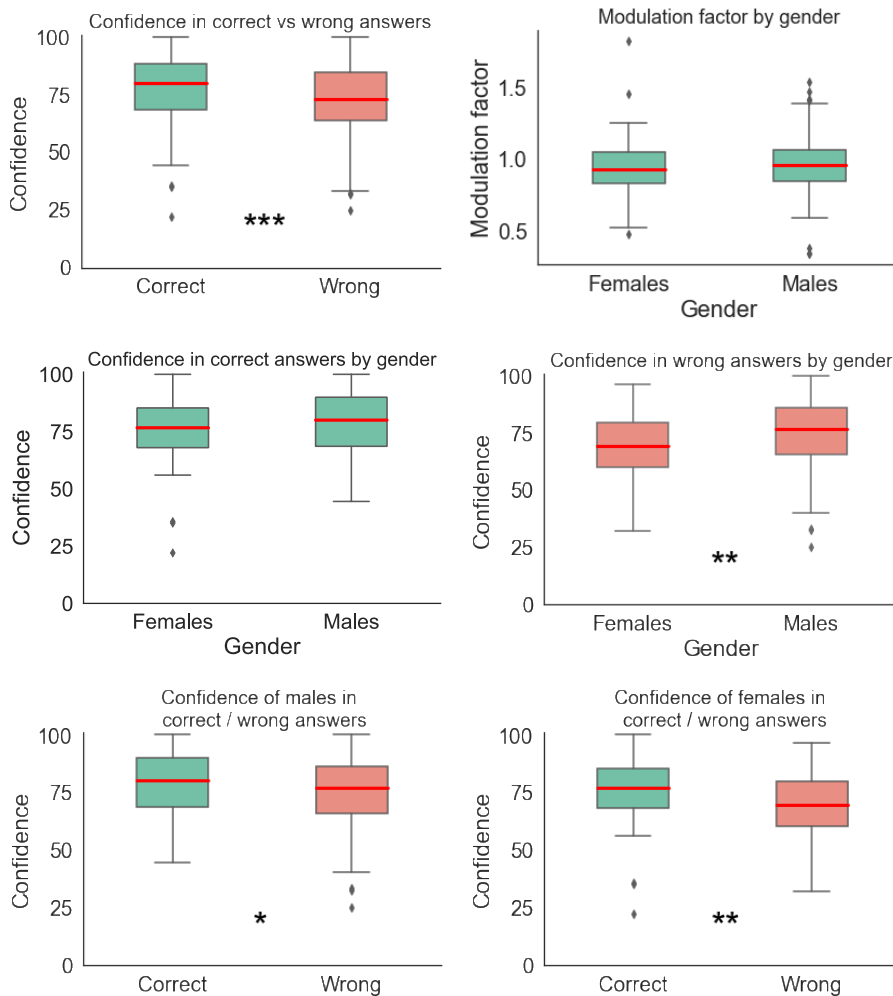 Confidence in correct vs wrong answers
100
75
50
25
0
Confidence
***
Correct
Wrong
Modulation factor by gender
1.5
1.0
0.5
Modulation factor
Females
Males
Gender
Confidence in correct answers by gender
100
75
50
25
0
Confidence
Females
Males
Gender
Confidence in wrong answers by gender
100
75
50
25
0
Confidence
**
Females
Males
Gender
Confidence of males in
correct / wrong answers
100
75
50
25
0
Confidence
*
Correct
Wrong
Confidence of females in
correct / wrong answers
100
75
50
25
0
Confidence
**
Correct
Wrong